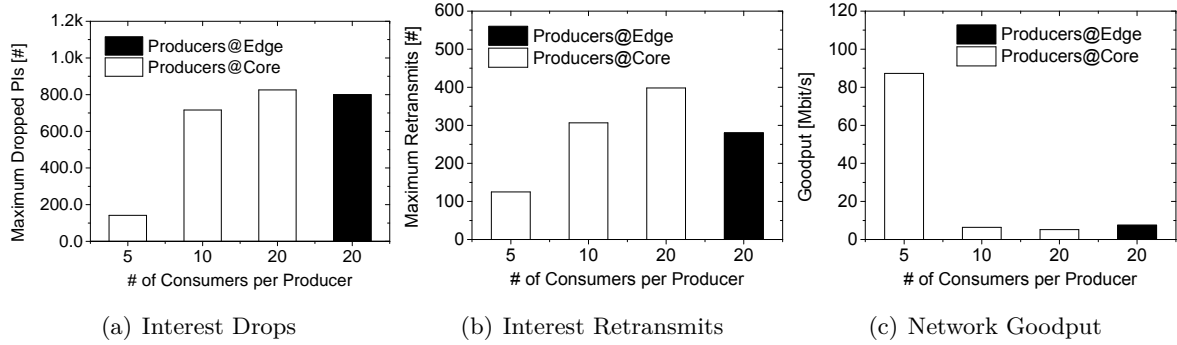 Maximum Dropped PIs [#]
1.2k
1.0k
800.0
600.0
400.0
200.0
0.0
Producers@Edge
Producers@Core
5 10 20 20
# of Consumers per Producer
(a) Interest Drops
Maximum Retransmits [#]
600
500
400
300
200
100
0
Producers@Edge
Producers@Core
5 10 20 20
# of Consumers per Producer
(b) Interest Retransmits
Goodput [Mbit/s]
120
100
80
60
40
20
0
Producers@Edge
Producers@Core
5 10 20 20
# of Consumers per Producer
(c) Network Goodput